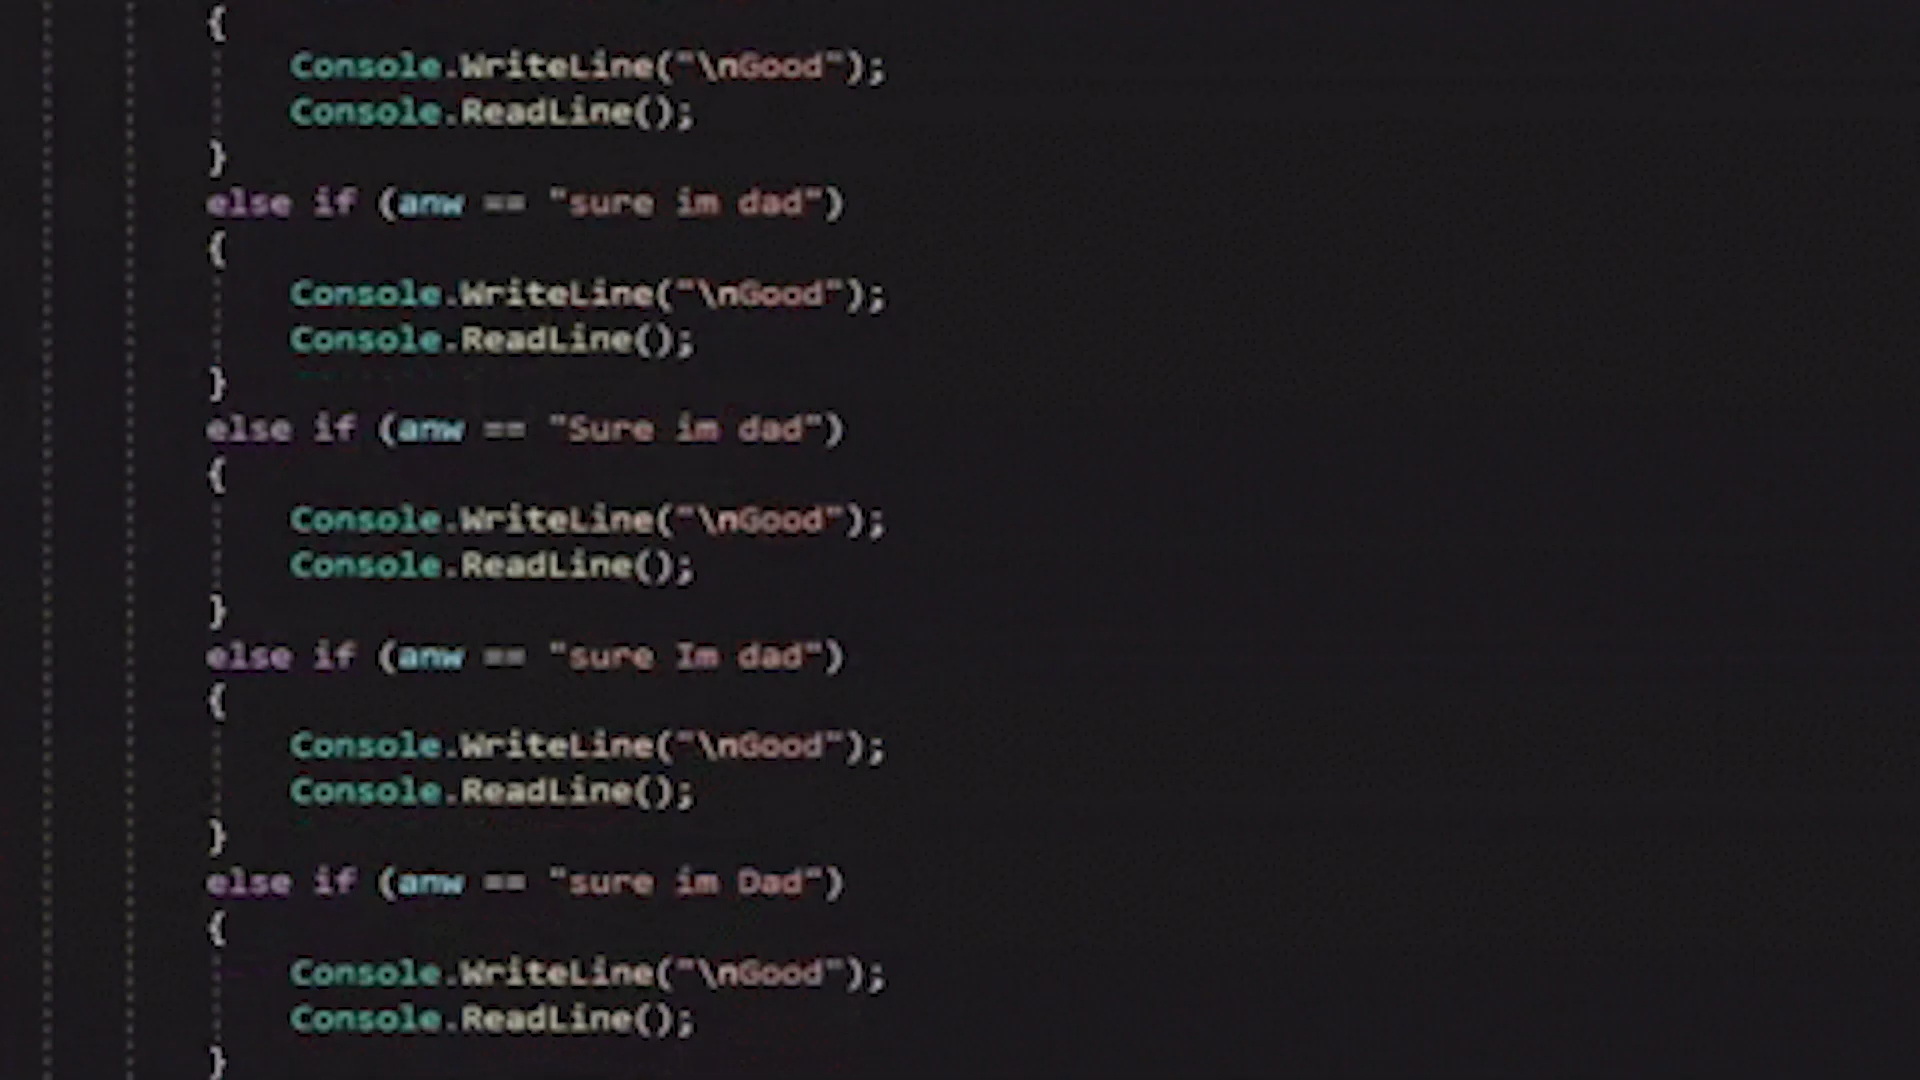 {
Console.WriteLine("\nGood");
Console.ReadLine();
}
else if (anw == "sure im dad")
{
Console.WriteLine("\nGood");
Console.ReadLine();
}
else if (anw == "Sure im dad")
{
Console.WriteLine("\nGood");
Console.ReadLine();
}
else if (anw == "sure Im dad")
{
Console.WriteLine("\nGood");
Console.ReadLine();
}
else if (anw == "sure im Dad")
{
Console.WriteLine("\nGood");
Console.ReadLine();
}